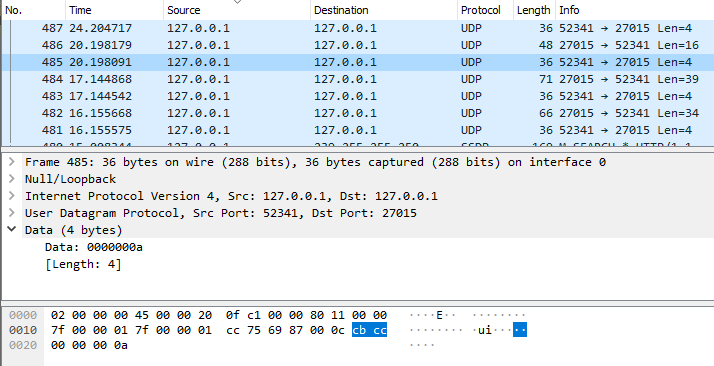 No. Time Source Destination Protocol Length Info
487 24.204717 127.0.0.1 127.0.0.1 UDP 36 52341 → 27015 Len=4
486 20.198179 127.0.0.1 127.0.0.1 UDP 48 27015 → 52341 Len=16
485 20.198091 127.0.0.1 127.0.0.1 UDP 36 52341 → 27015 Len=4
484 17.144868 127.0.0.1 127.0.0.1 UDP 71 27015 → 52341 Len=39
483 17.144542 127.0.0.1 127.0.0.1 UDP 36 52341 → 27015 Len=4
482 16.155668 127.0.0.1 127.0.0.1 UDP 66 27015 → 52341 Len=34
481 16.155575 127.0.0.1 127.0.0.1 UDP 36 52341 → 27015 Len=4
Frame 485: 36 bytes on wire (288 bits), 36 bytes captured (288 bits) on interface 0
Null/Loopback
Internet Protocol Version 4, Src: 127.0.0.1, Dst: 127.0.0.1
User Datagram Protocol, Src Port: 52341, Dst Port: 27015
Data (4 bytes)
Data: 0000000a
[Length: 4]
0000 02 00 00 00 45 00 00 20 0f c1 00 00 80 11 00 00 ····E·· ········
0010 7f 00 00 01 7f 00 00 01 cc 75 69 87 00 0c cb cc ········ ·ui·····
0020 00 00 00 0a ····